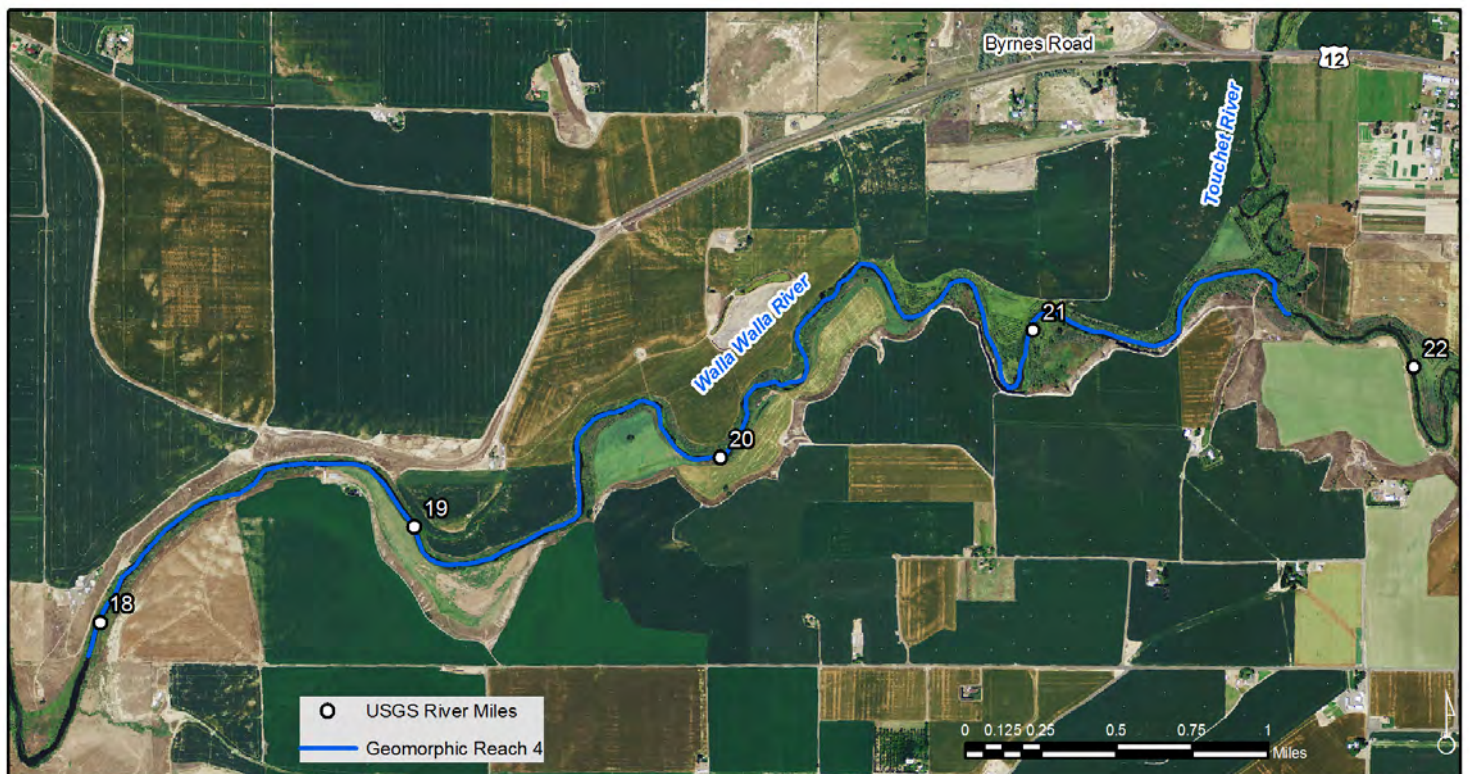 Byrnes Road
12
Touchet River
Walla Walla River
21
22
20
19
18
USGS River Miles
Geomorphic Reach 4
0 0.125 0.25 0.5 0.75 1
Miles